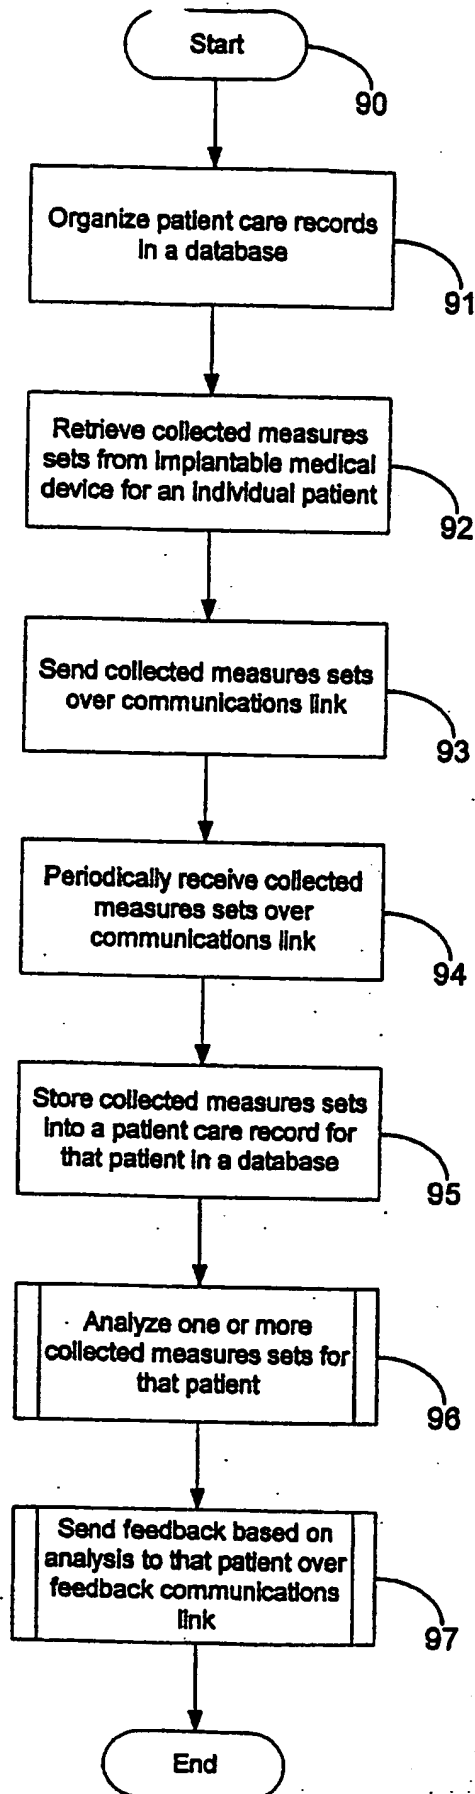 Start
90
Organize patient care records
in a database
91
Retrieve collected measures
sets from implantable medical
device for an individual patient
92
Send collected measures sets
over communications link
93
Periodically receive collected
measures sets over
communications link
94
Store collected measures sets
into a patient care record for
that patient in a database
95
Analyze one or more
collected measures sets for
that patient
96
Send feedback based on
analysis to that patient over
feedback communications
link
97
End